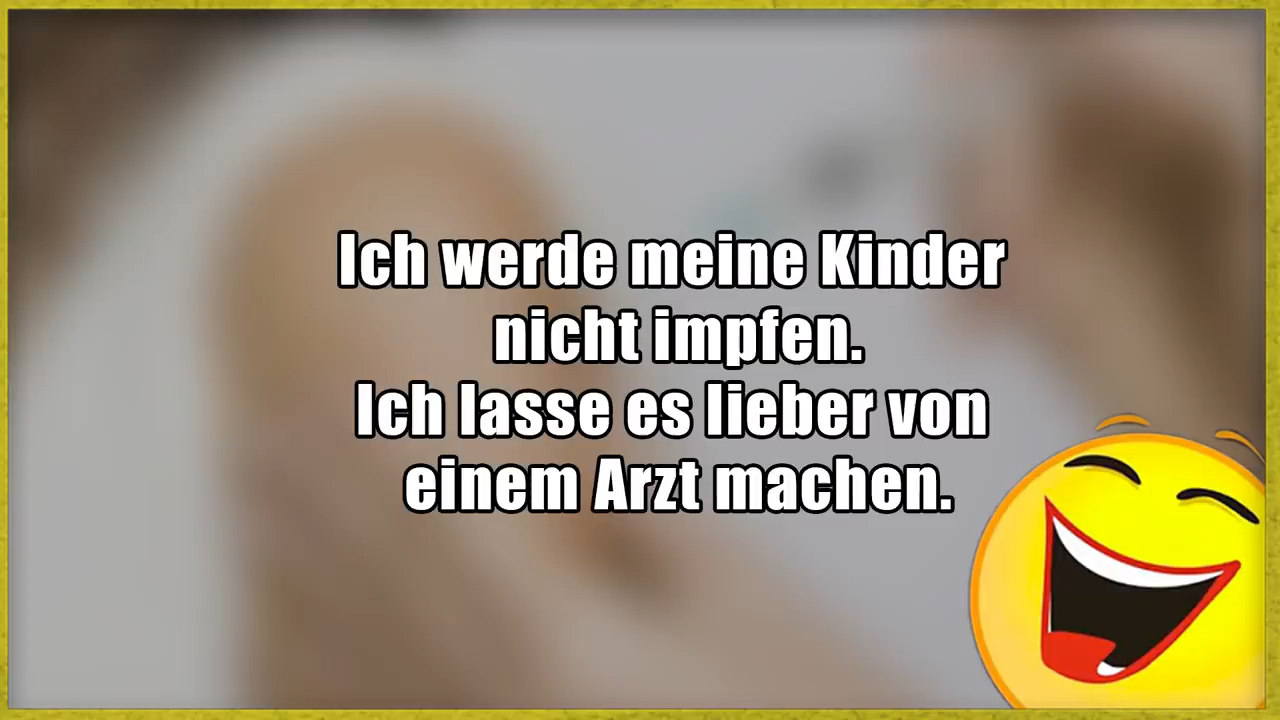 Ich werde meine Kinder
nicht impfen.
Ich lasse es lieber von
einem Arzt machen.